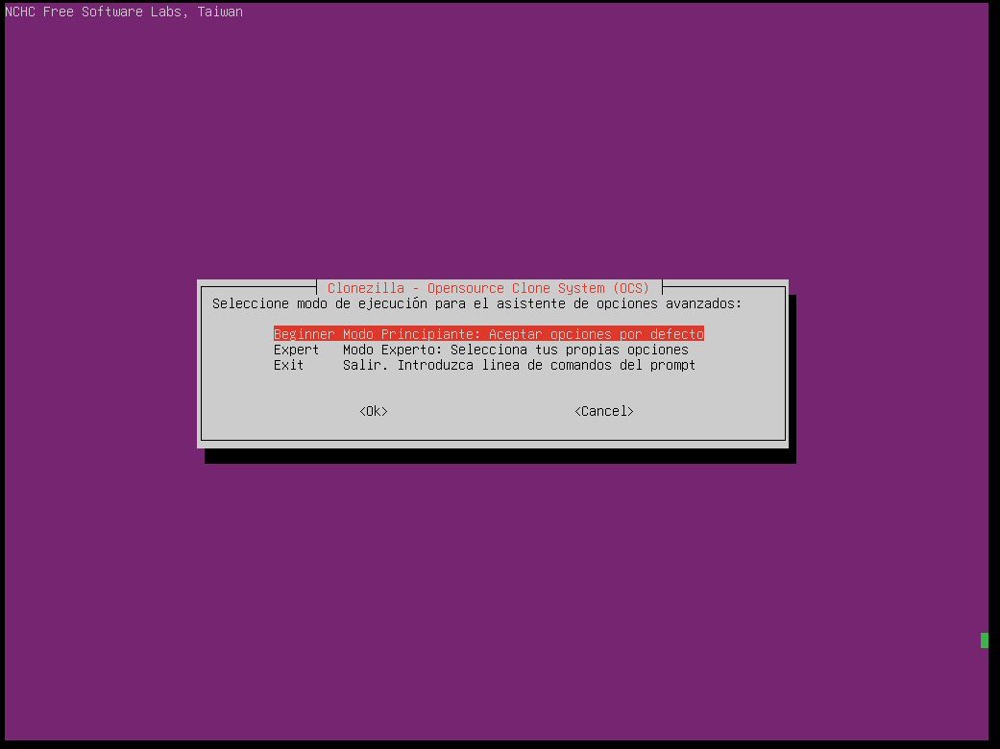 NCHC Free Software Labs, Taiwan
Clonezilla - Opensource Clone System (OCS)
Seleccione modo de ejecución para el asistente de opciones avanzados:
Beginner Modo Principiante: Aceptar opciones por defecto
Expert Modo Experto: Selecciona tus propias opciones
Exit Salir. Introduzca linea de comandos del prompt
<Ok> <Cancel>